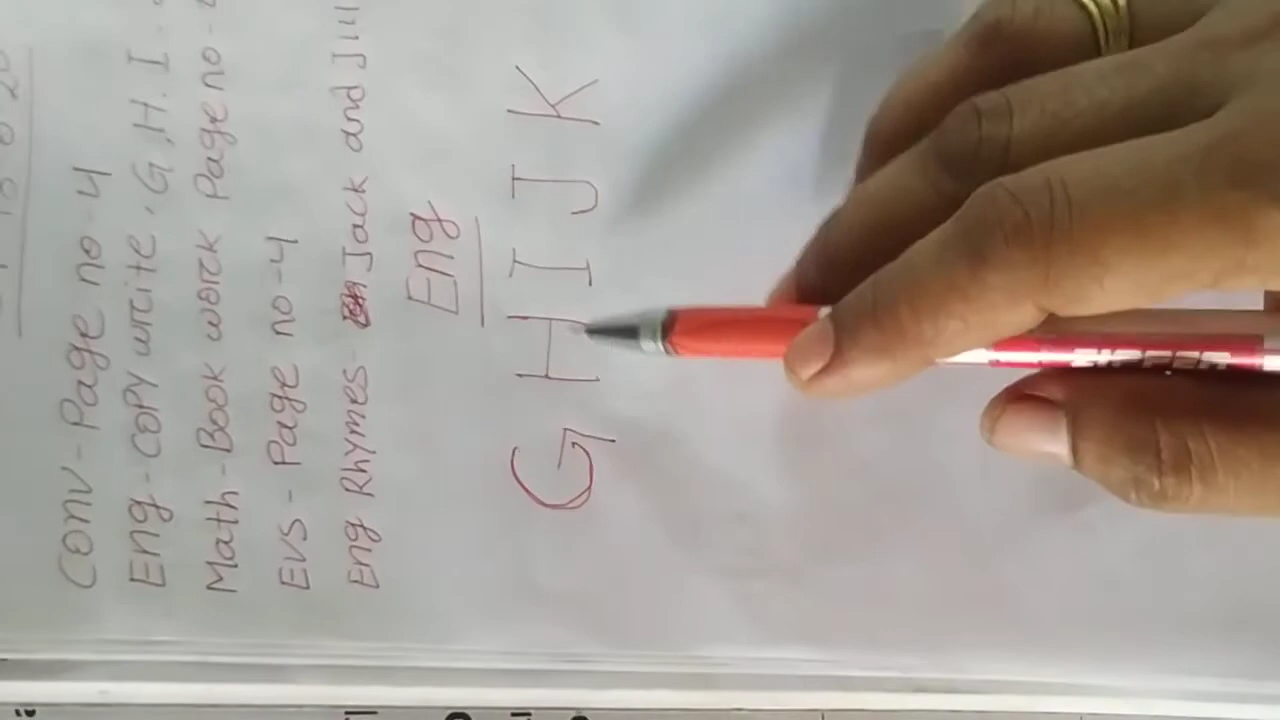 Conv - Page no - 4
Eng - copy write. G, H. I.
Math - Book work Page no -
EVS - Page no - 4
Eng Rhymes - Jack and Jill
Eng
G H I J K
ZIPPER